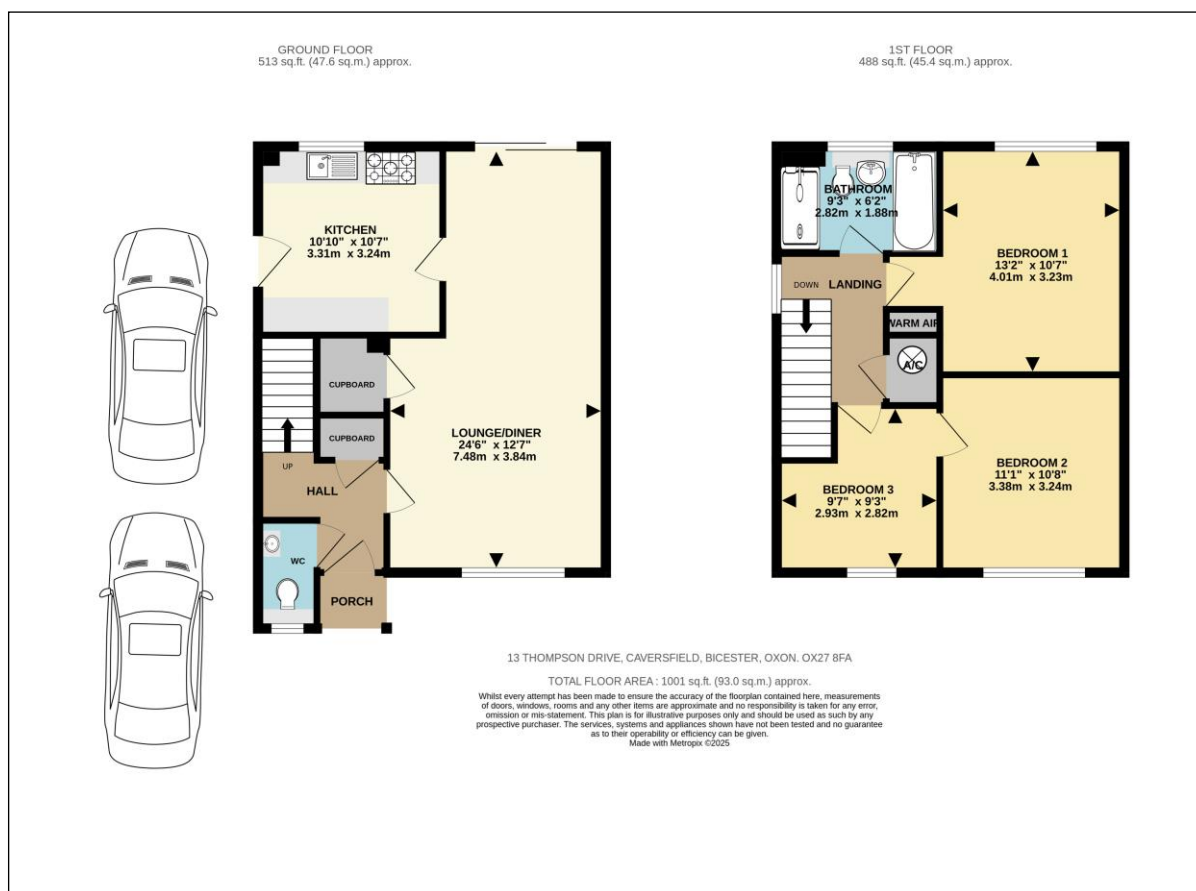 GROUND FLOOR
513 sq.ft. (47.6 sq.m.) approx.
1ST FLOOR
488 sq.ft. (45.4 sq.m.) approx.
KITCHEN
10'10" x 10'7"
3.31m x 3.24m
CUPBOARD
CUPBOARD
LOUNGE/DINER
24'6" x 12'7"
7.48m x 3.84m
UP
HALL
WC
PORCH
BATHROOM
9'3" x 6'2"
2.82m x 1.88m
DOWN
LANDING
BEDROOM 1
13'2" x 10'7"
4.01m x 3.23m
WARM AIR
A/C
BEDROOM 2
11'1" x 10'8"
3.38m x 3.24m
BEDROOM 3
9'7" x 9'3"
2.93m x 2.82m
13 THOMPSON DRIVE, CAVERSFIELD, BICESTER, OXON. OX27 8FA
TOTAL FLOOR AREA : 1001 sq.ft. (93.0 sq.m.) approx.
Whilst every attempt has been made to ensure the accuracy of the floorplan contained here, measurements
of doors, windows, rooms and any other items are approximate and no responsibility is taken for any error,
omission or mis-statement. This plan is for illustrative purposes only and should be used as such by any
prospective purchaser. The services, systems and appliances shown have not been tested and no guarantee
as to their operability or efficiency can be given.
Made with Metropix ©2025